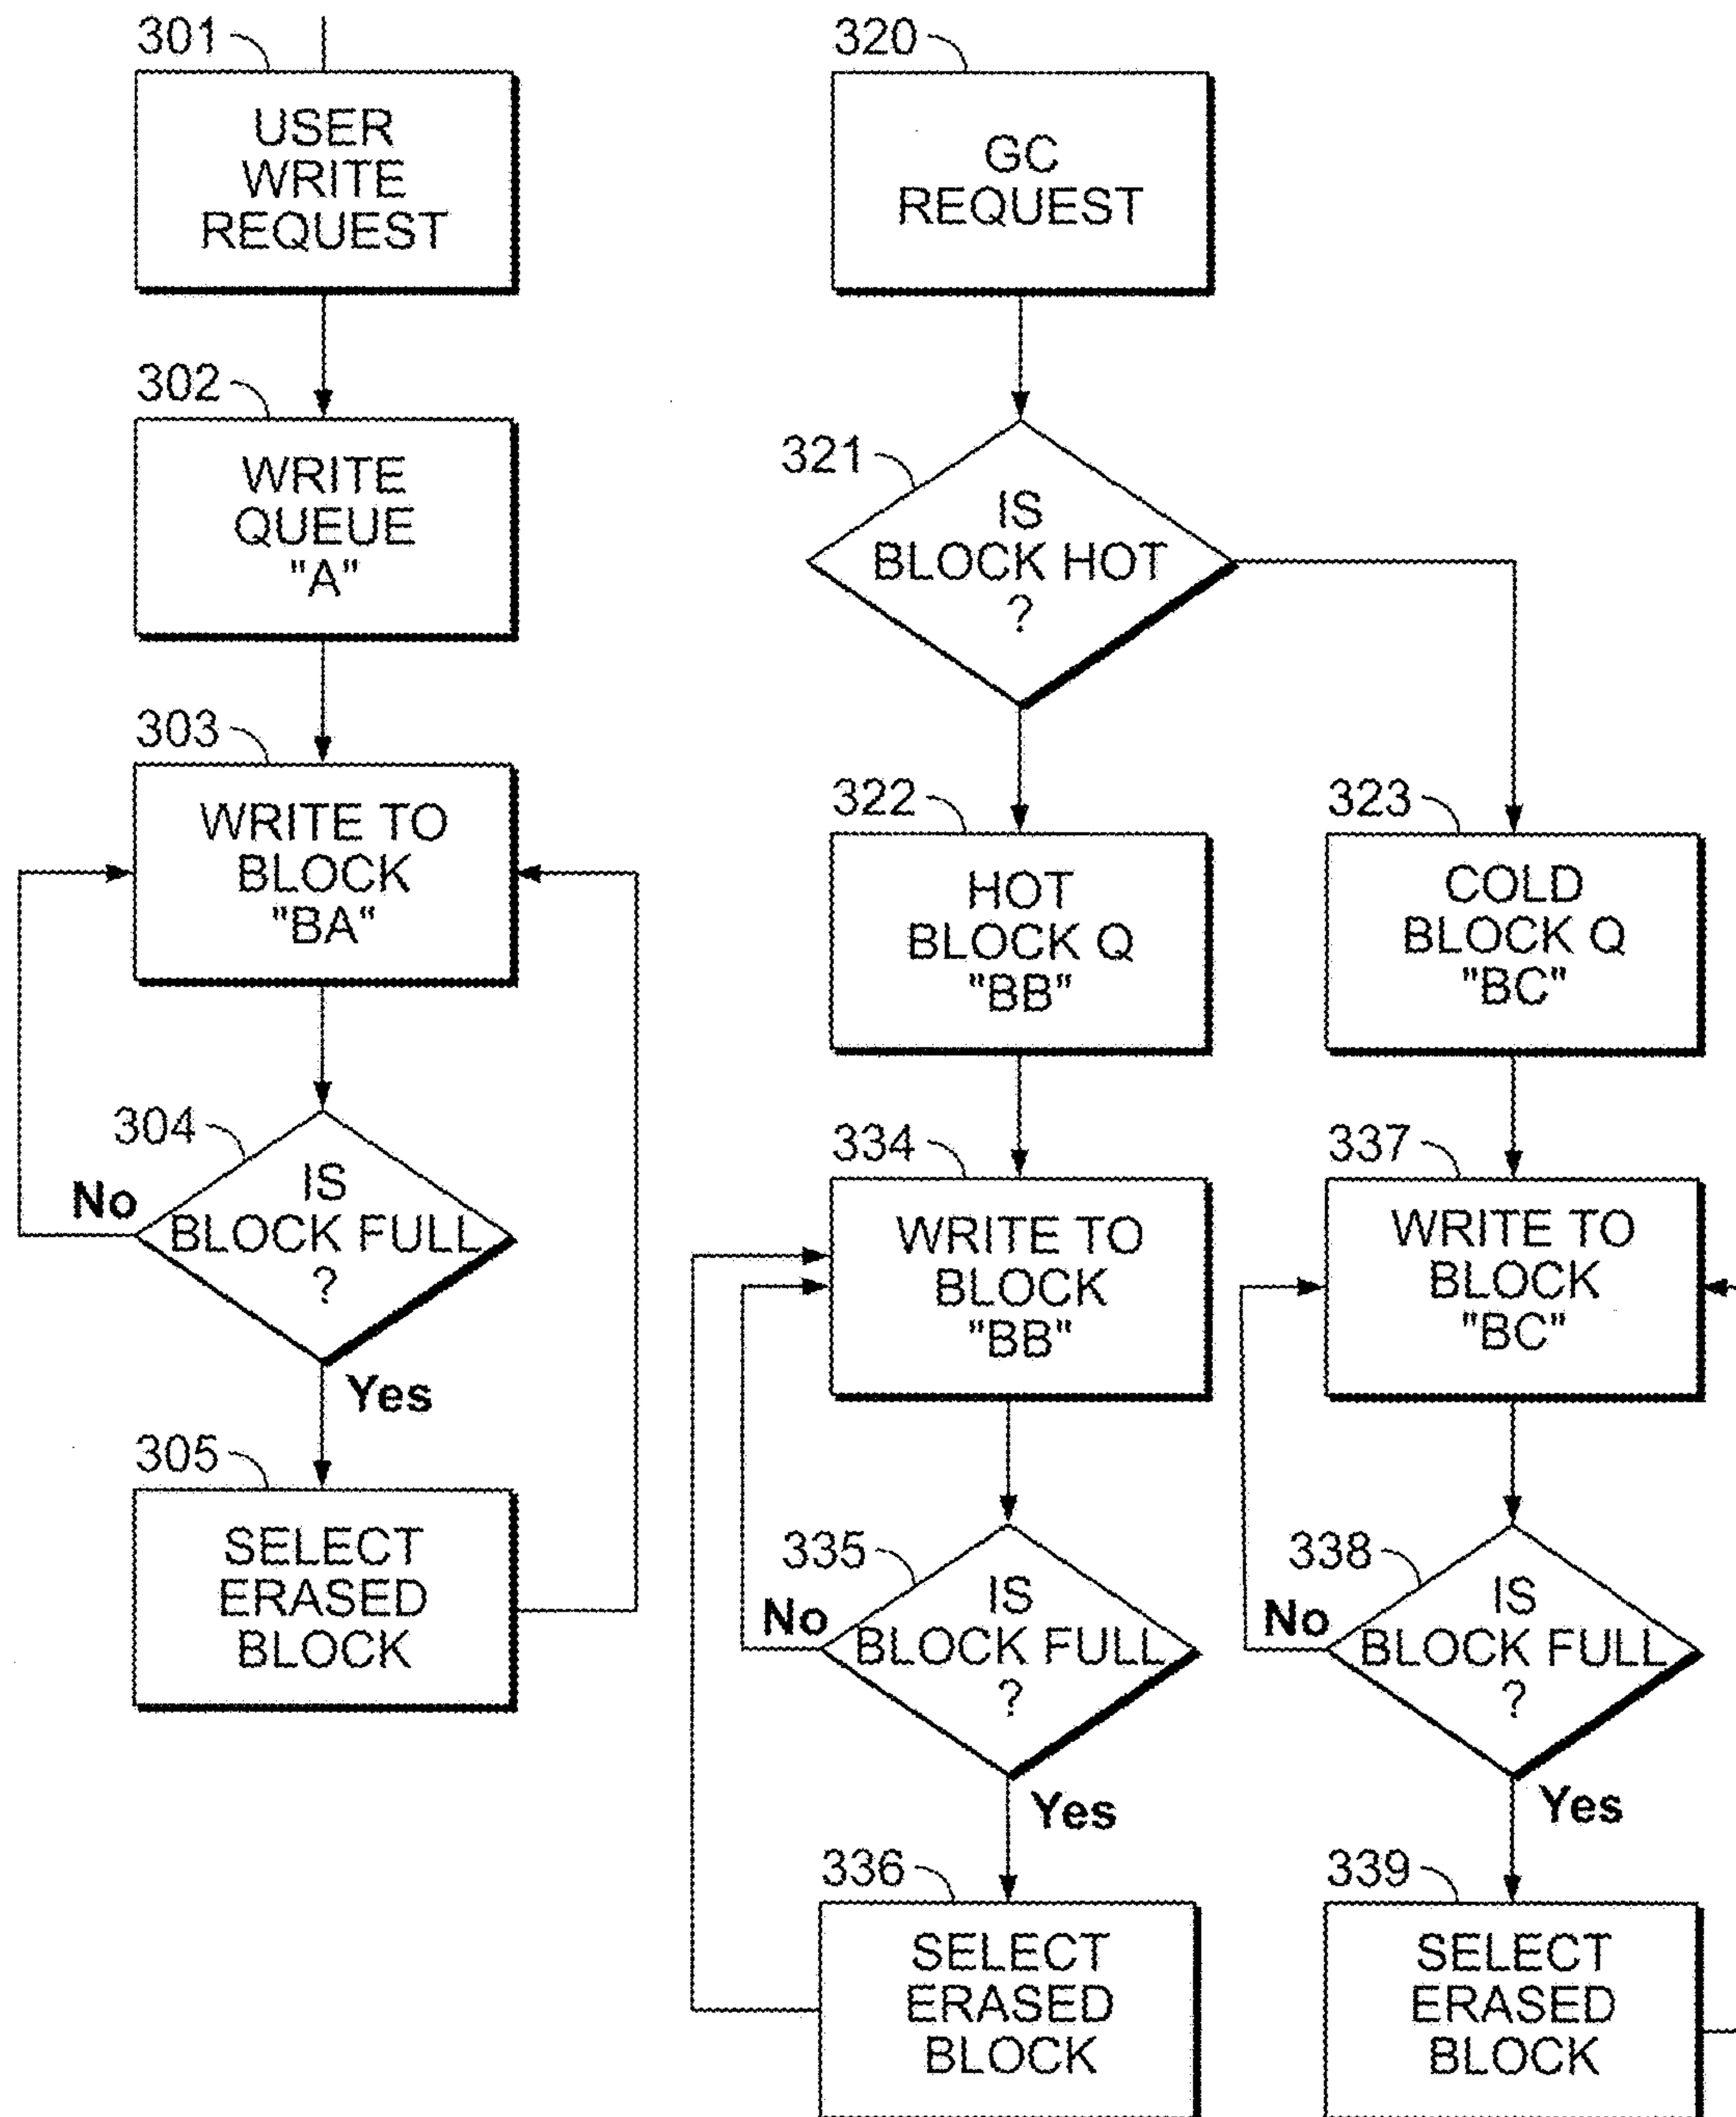 301
USER
WRITE
REQUEST
302
WRITE
QUEUE
"A"
303
WRITE TO
BLOCK
"BA"
304
IS
BLOCK FULL
?
No
Yes
305
SELECT
ERASED
BLOCK
320
GC
REQUEST
321
IS
BLOCK HOT
?
322
HOT
BLOCK Q
"BB"
323
COLD
BLOCK Q
"BC"
334
WRITE TO
BLOCK
"BB"
337
WRITE TO
BLOCK
"BC"
335
IS
BLOCK FULL
?
No
Yes
338
IS
BLOCK FULL
?
No
Yes
336
SELECT
ERASED
BLOCK
339
SELECT
ERASED
BLOCK